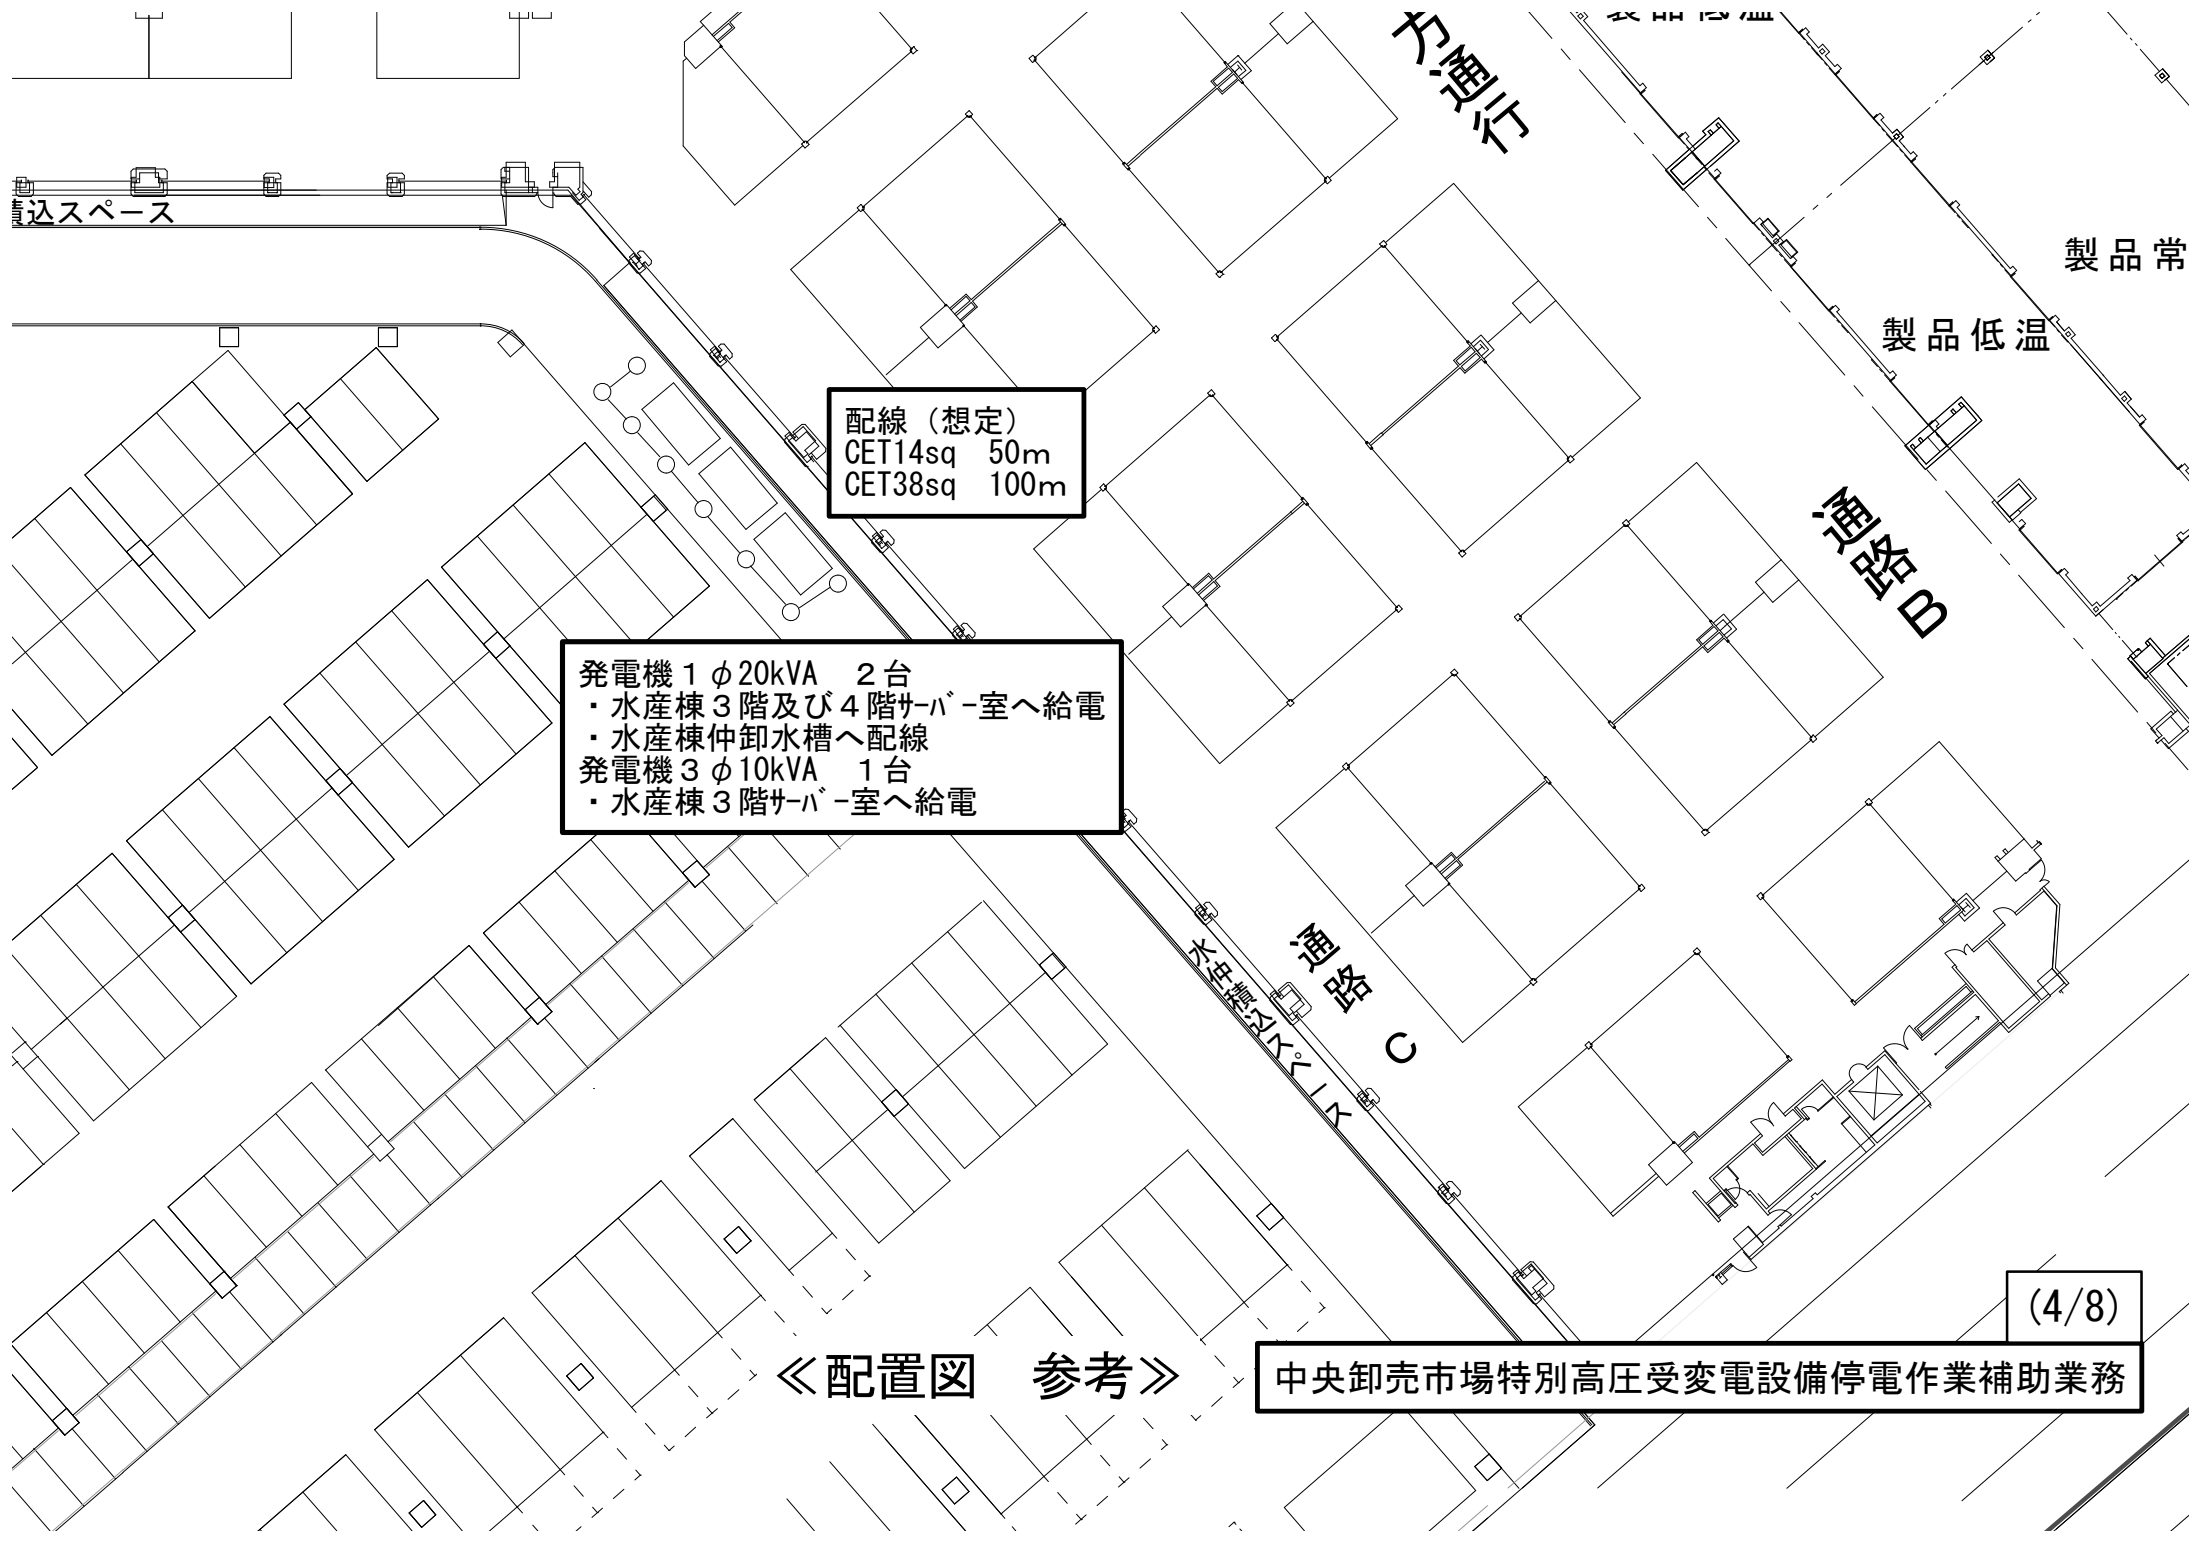 方通行
製品低温
積込スペース
製品常
製品低温
配線（想定）
CET14sq　50m
CET38sq　100m
通路B
発電機１φ20kVA　２台
・水産棟３階及び４階ｻｰﾊﾞｰ室へ給電
・水産棟仲卸水槽へ配線
発電機３φ10kVA　１台
・水産棟３階ｻｰﾊﾞｰ室へ給電
通路 C
水仲積込スペース
(4/8)
≪配置図　参考≫
中央卸売市場特別高圧受変電設備停電作業補助業務